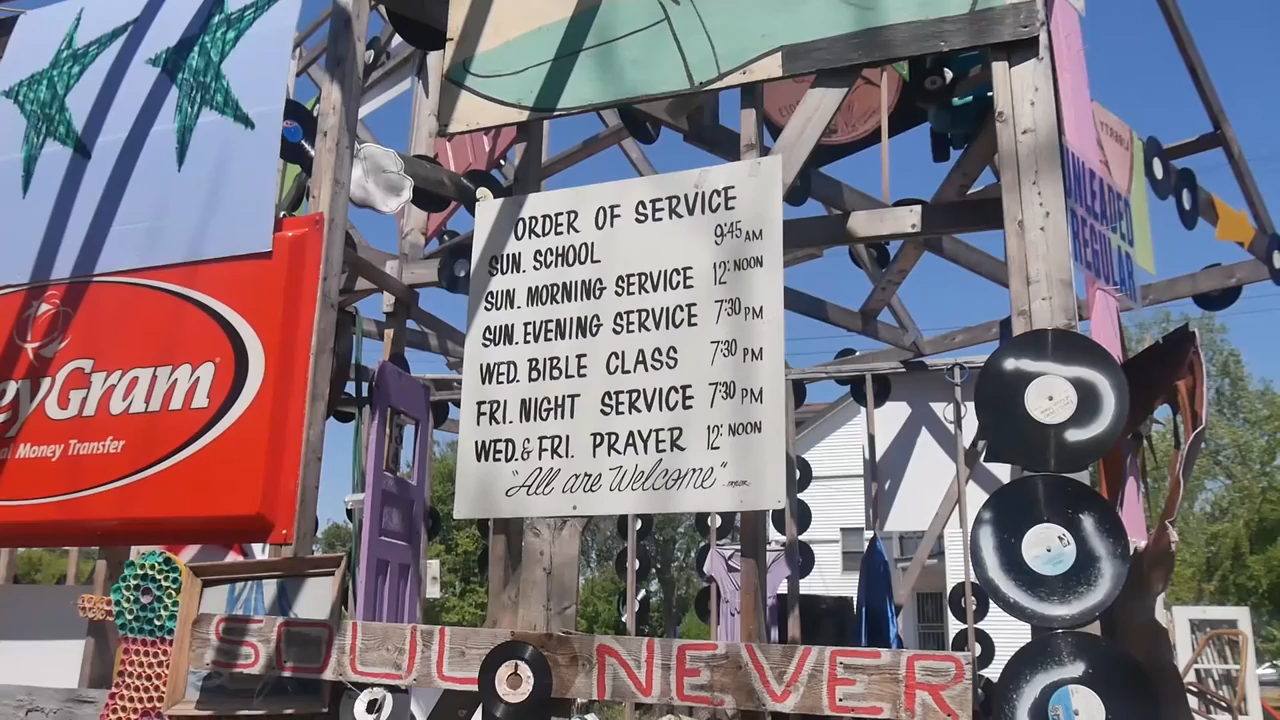 ORDER OF SERVICE
SUN. SCHOOL 9:45 AM
SUN. MORNING SERVICE 12: NOON
SUN. EVENING SERVICE 7:30 PM
WED. BIBLE CLASS 7:30 PM
FRI. NIGHT SERVICE 7:30 PM
WED. & FRI. PRAYER 12: NOON
"All are Welcome"
eyGram
al Money Transfer
UNLEADED
REGULAR
SOUL NEVER